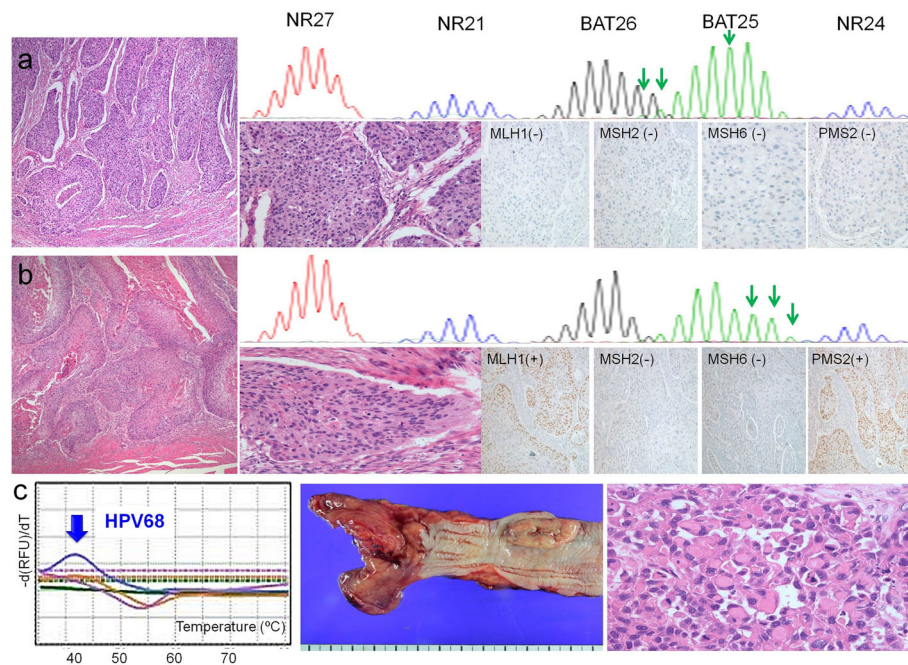 NR27 NR21 BAT26 BAT25 NR24
a
MLH1(-) MSH2 (-) MSH6 (-) PMS2 (-)
b
MLH1(+) MSH2(-) MSH6 (-) PMS2(+)
c
HPV68
-d(RFU)/dT
Temperature (ºC)
40 50 60 70